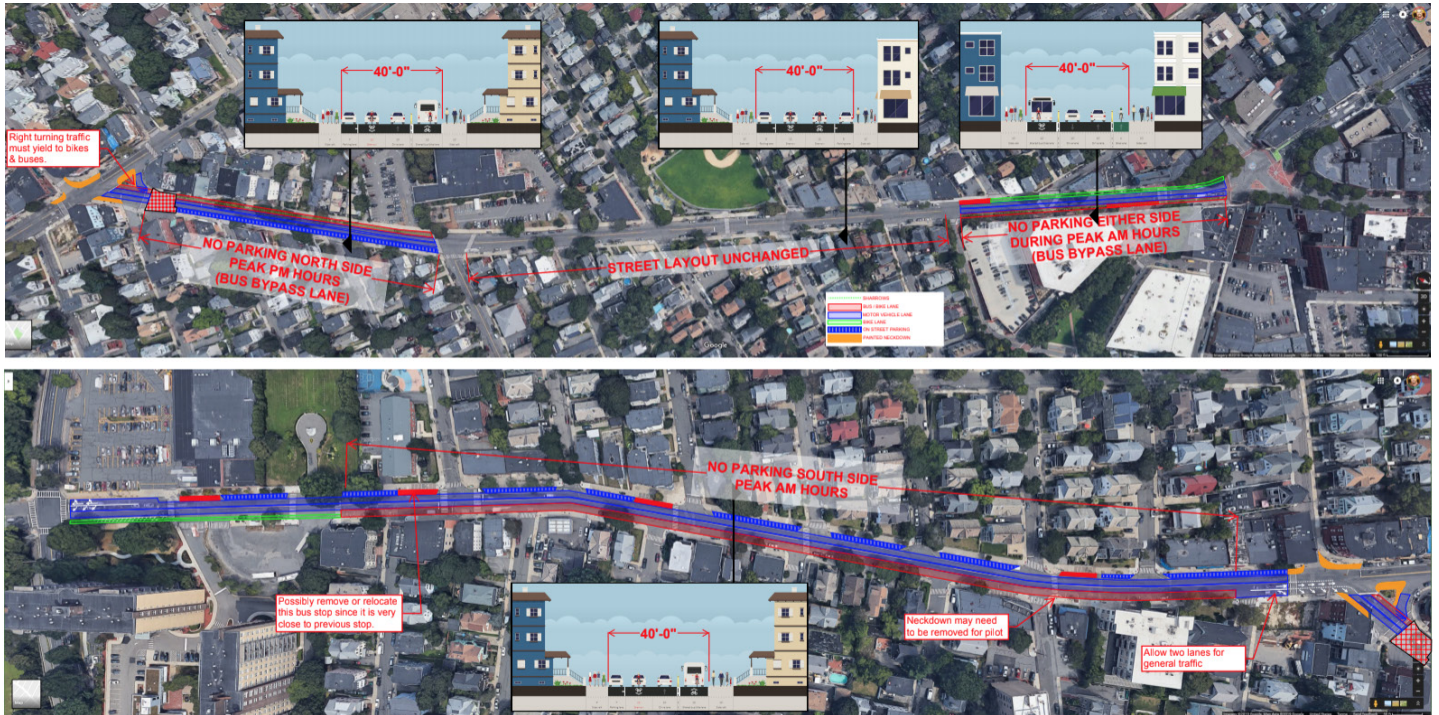 40'-0"
40'-0"
40'-0"
Right turning traffic
must yield to bikes
& buses.
NO PARKING NORTH SIDE
PEAK PM HOURS
(BUS BYPASS LANE)
STREET LAYOUT UNCHANGED
NO PARKING EITHER SIDE
DURING PEAK AM HOURS
(BUS BYPASS LANE)
SHARROWS
BUS / BIKE LANE
MOTOR VEHICLE LANE
BIKE LANE
ON STREET PARKING
PAINTED NECKDOWN
Google
NO PARKING SOUTH SIDE
PEAK AM HOURS
Possibly remove or relocate
this bus stop since it is very
close to previous stop.
40'-0"
Neckdown may need
to be removed for pilot
Allow two lanes for
general traffic